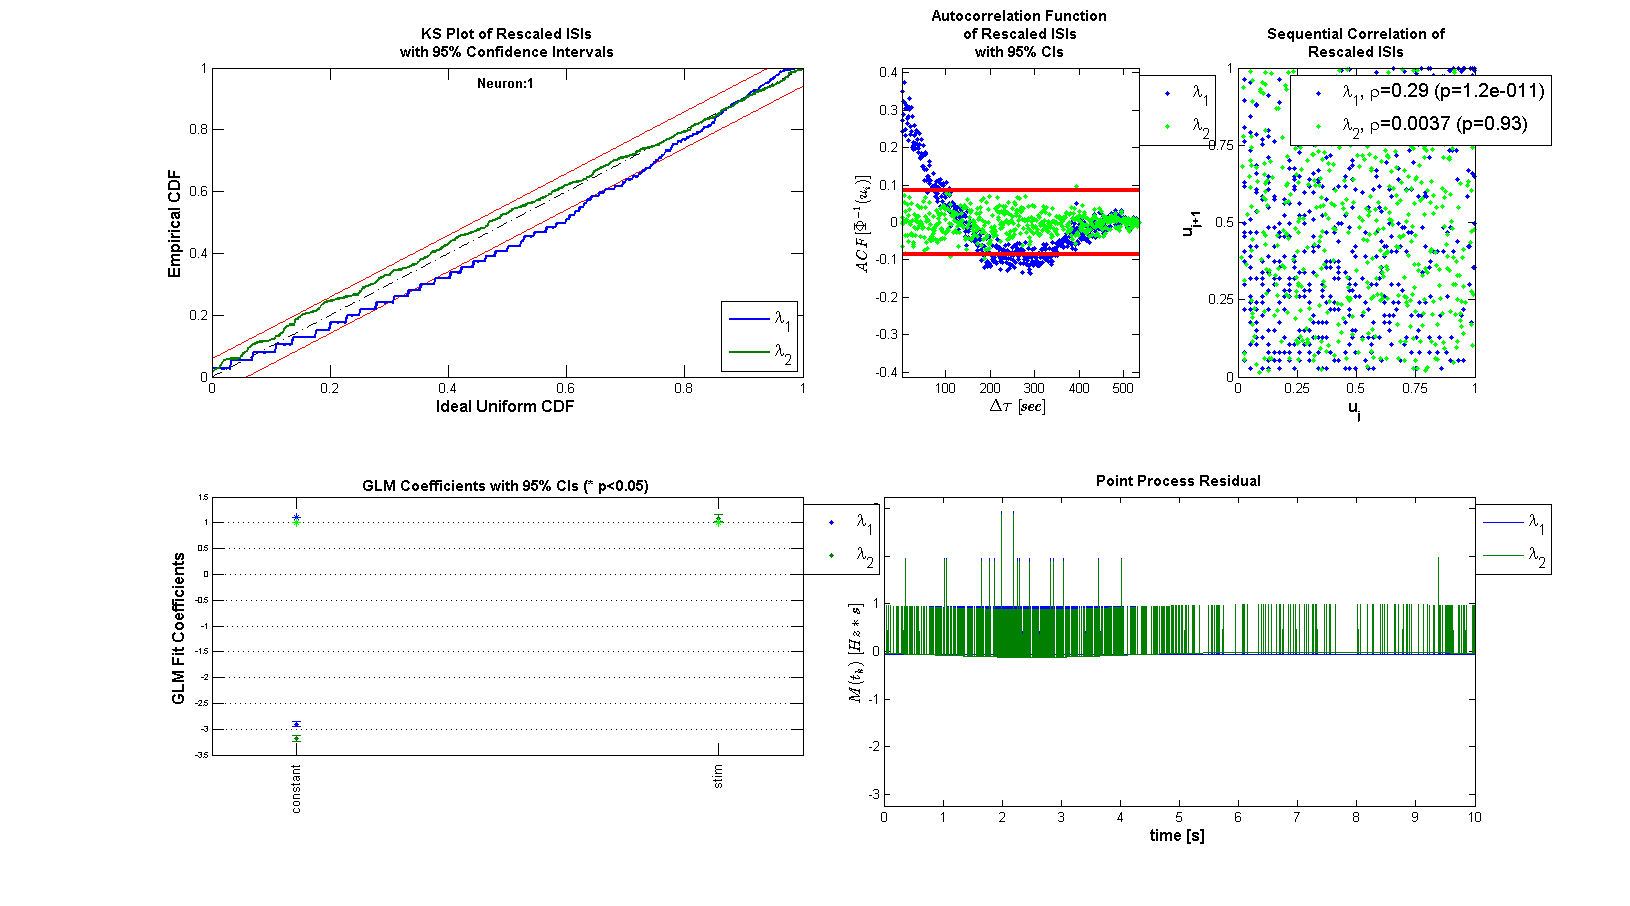 KS Plot of Rescaled ISIs
with 95% Confidence Intervals
Neuron:1
Empirical CDF
1
0.8
0.6
0.4
0.2
0
0 0.2 0.4 0.6 0.8 1
Ideal Uniform CDF
λ1
λ2
Autocorrelation Function
of Rescaled ISIs
with 95% CIs
ACF[Φ⁻¹(u_i)]
0.4
0.3
0.2
0.1
0
-0.1
-0.2
-0.3
-0.4
100 200 300 400 500
Δτ [sec]
λ1
λ2
Sequential Correlation of
Rescaled ISIs
λ1, ρ=0.29 (p=1.2e-011)
λ2, ρ=0.0037 (p=0.93)
u_{j+1}
1
0.75
0.5
0.25
0
0 0.25 0.5 0.75 1
u_j
GLM Coefficients with 95% CIs (* p<0.05)
GLM Fit Coefficients
1.5
1
0.5
0
-0.5
-1
-1.5
-2
-2.5
-3
-3.5
constant
stim
λ1
λ2
Point Process Residual
M(t_k) [Hz * s]
1
0
-1
-2
-3
0 1 2 3 4 5 6 7 8 9 10
time [s]
λ1
λ2